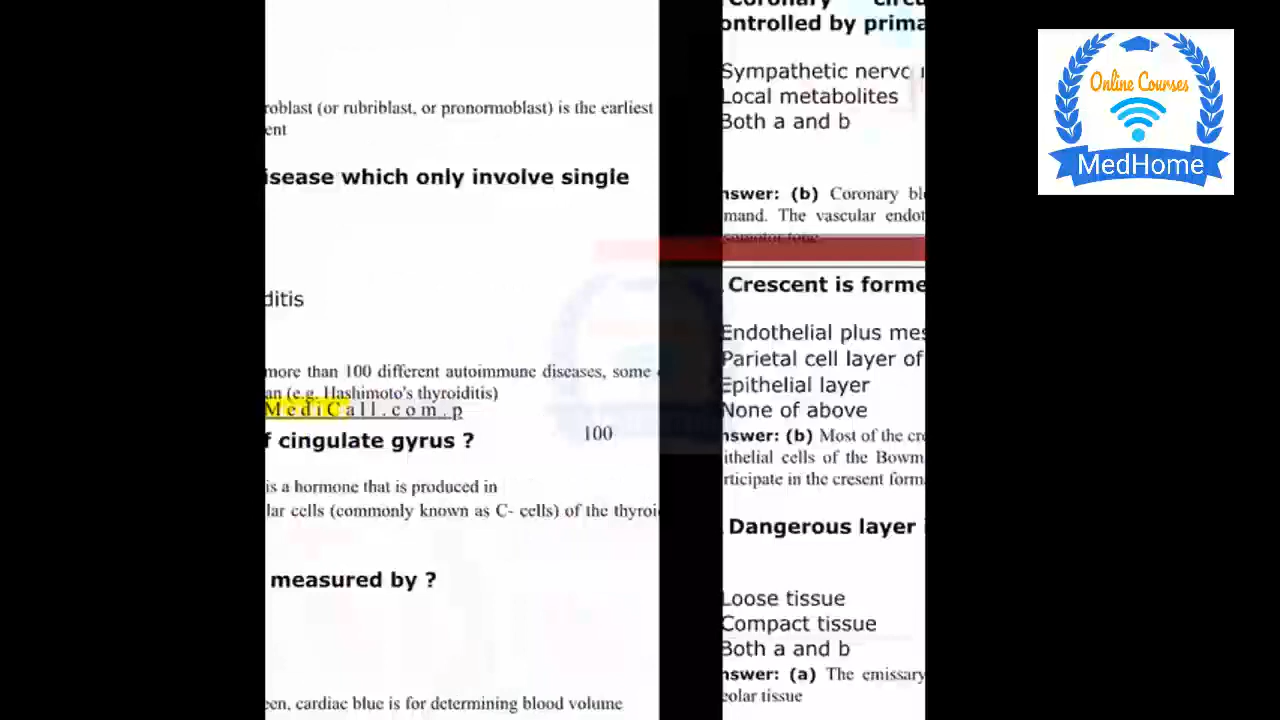 roblast (or rubriblast, or pronormoblast) is the earliest
ent
isease which only involve single
ditis
more than 100 different autoimmune diseases, some
an (e.g. Hashimoto's thyroiditis)
MediCall.com.p
f cingulate gyrus ?
100
is a hormone that is produced in
lar cells (commonly known as C- cells) of the thyroi
measured by ?
een, cardiac blue is for determining blood volume
Coronary circu
ontrolled by prima
Sympathetic nervo
Local metabolites
Both a and b
nswer: (b) Coronary bl
mand. The vascular endot
Crescent is forme
Endothelial plus mes
Parietal cell layer of
Epithelial layer
None of above
nswer: (b) Most of the cre
ithelial cells of the Bowm
rticipate in the cresent form
Dangerous layer i
Loose tissue
Compact tissue
Both a and b
nswer: (a) The emissary
eolar tissue
Online Courses
MedHome